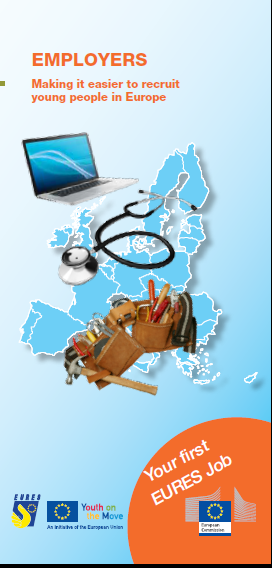 EMPLOYERS
Making it easier to recruit
young people in Europe
Your first
EURES Job
EURES
Youth on
the Move
An initiative of the European Union
European
Commission